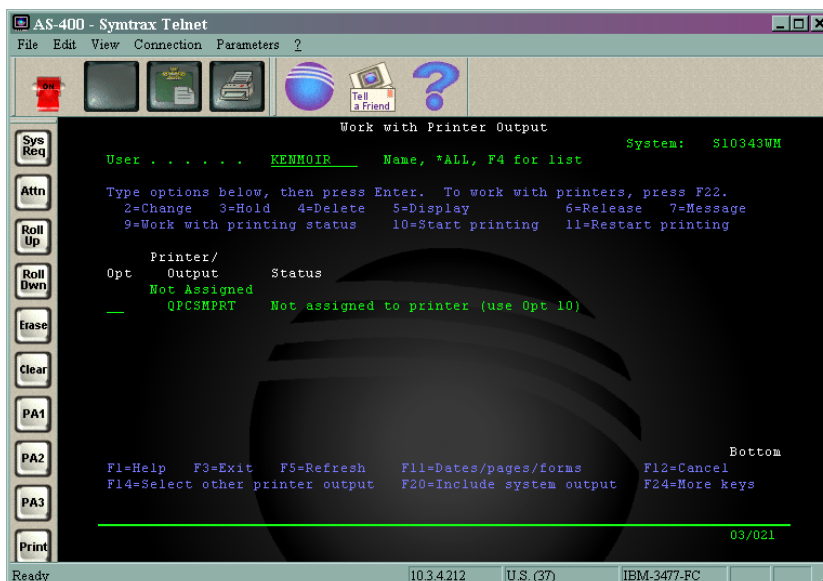 AS-400 - Symtrax Telnet
File Edit View Connection Parameters ?
ON
Tell
a Friend
Sys
Req
Attn
Roll
Up
Roll
Dwn
Erase
Clear
PA1
PA2
PA3
Print
Work with Printer Output
System: S10343WM
User . . . . . . KENMOIR Name, *ALL, F4 for list
Type options below, then press Enter. To work with printers, press F22.
2=Change 3=Hold 4=Delete 5=Display 6=Release 7=Message
9=Work with printing status 10=Start printing 11=Restart printing
Printer/
Opt Output Status
Not Assigned
QPCSMPRT Not assigned to printer (use Opt 10)
Bottom
F1=Help F3=Exit F5=Refresh F11=Dates/pages/forms F12=Cancel
F14=Select other printer output F20=Include system output F24=More keys
03/021
Ready 10.3.4.212 U.S. (37) IBM-3477-FC